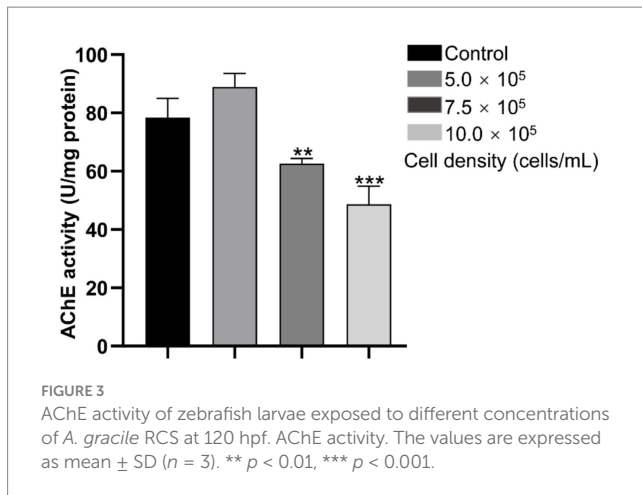 100
80
60
40
20
0
AChE activity (U/mg protein)
**
***
Control
5.0 × 10⁵
7.5 × 10⁵
10.0 × 10⁵
Cell density (cells/mL)
FIGURE 3
AChE activity of zebrafish larvae exposed to different concentrations
of A. gracile RCS at 120 hpf. AChE activity. The values are expressed
as mean ± SD (n = 3). ** p < 0.01, *** p < 0.001.